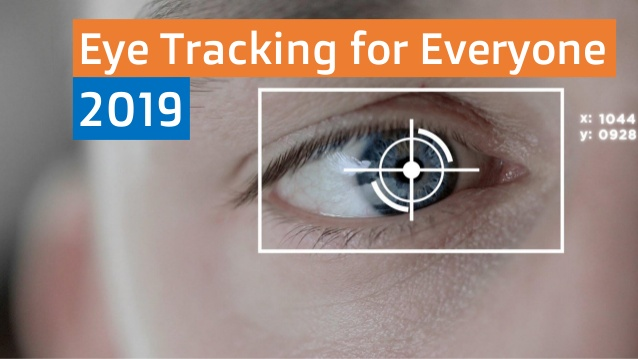 Eye Tracking for Everyone
2019
x: 1044
y: 0928